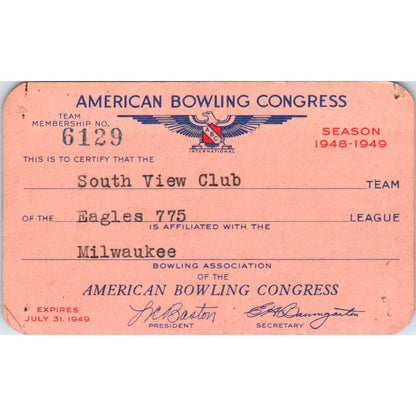 AMERICAN BOWLING CONGRESS
TEAM
MEMBERSHIP NO.
6129
ABC
INTERNATIONAL
SEASON
1948-1949
THIS IS TO CERTIFY THAT THE
South View Club TEAM
OF THE Eagles 775 LEAGUE
IS AFFILIATED WITH THE
Milwaukee
BOWLING ASSOCIATION
OF THE
AMERICAN BOWLING CONGRESS
EXPIRES
JULY 31, 1949
L C Baston
PRESIDENT
E H Baumgarten
SECRETARY